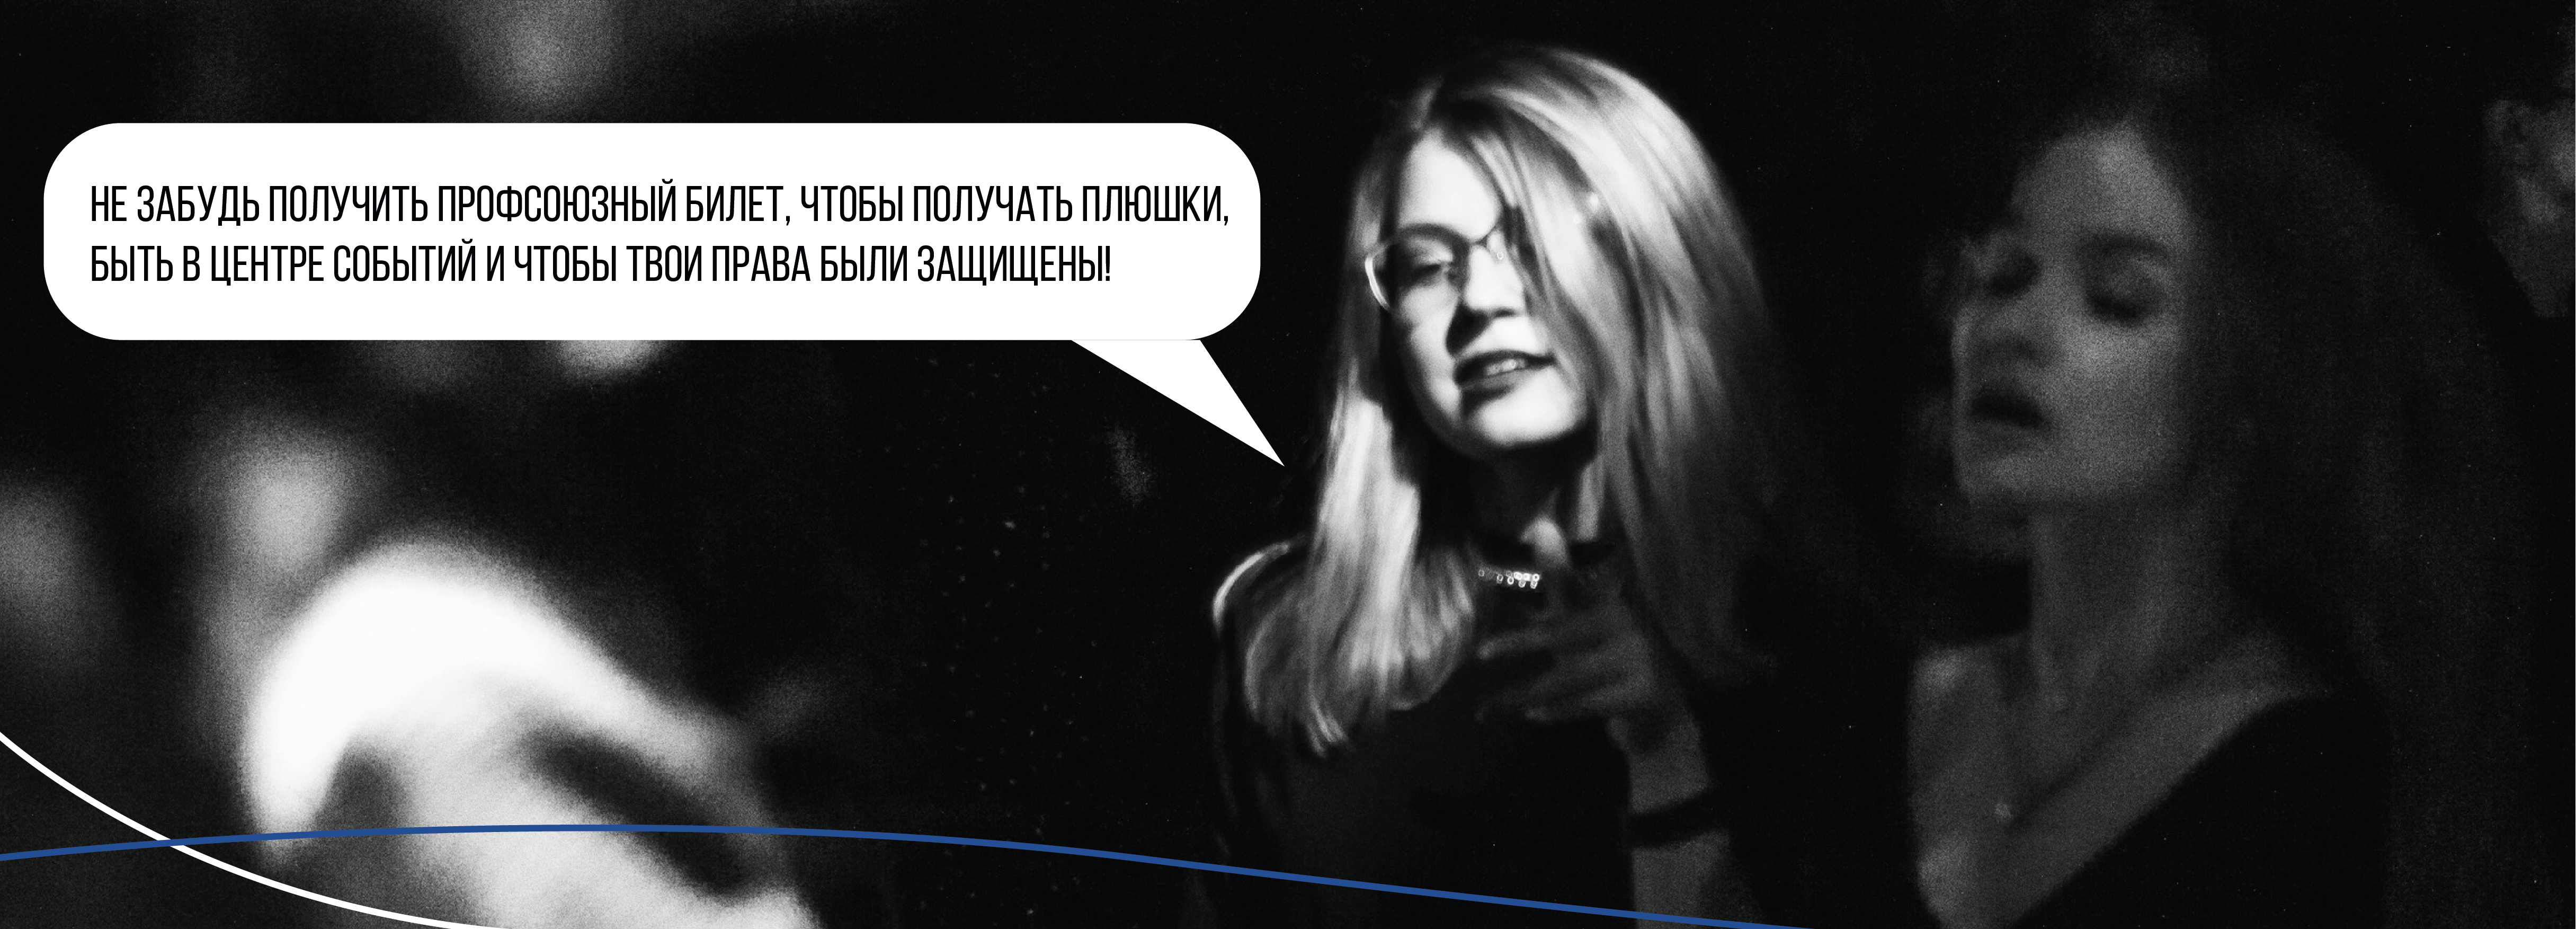 НЕ ЗАБУДЬ ПОЛУЧИТЬ ПРОФСОЮЗНЫЙ БИЛЕТ, ЧТОБЫ ПОЛУЧАТЬ ПЛЮШКИ,
БЫТЬ В ЦЕНТРЕ СОБЫТИЙ И ЧТОБЫ ТВОИ ПРАВА БЫЛИ ЗАЩИЩЕНЫ!